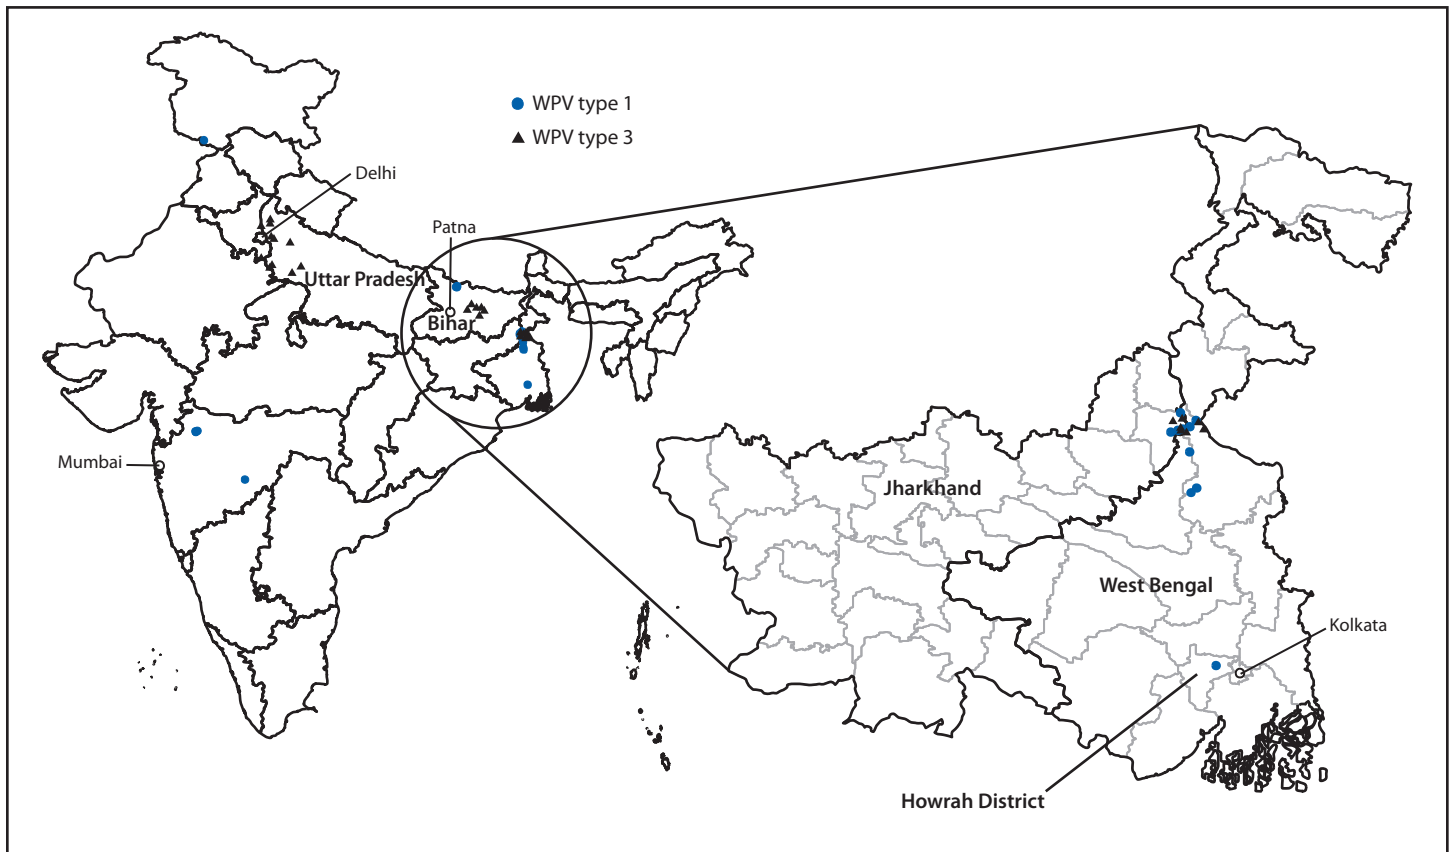 WPV type 1
WPV type 3
Delhi
Patna
Uttar Pradesh
Bihar
Mumbai
Jharkhand
West Bengal
Kolkata
Howrah District